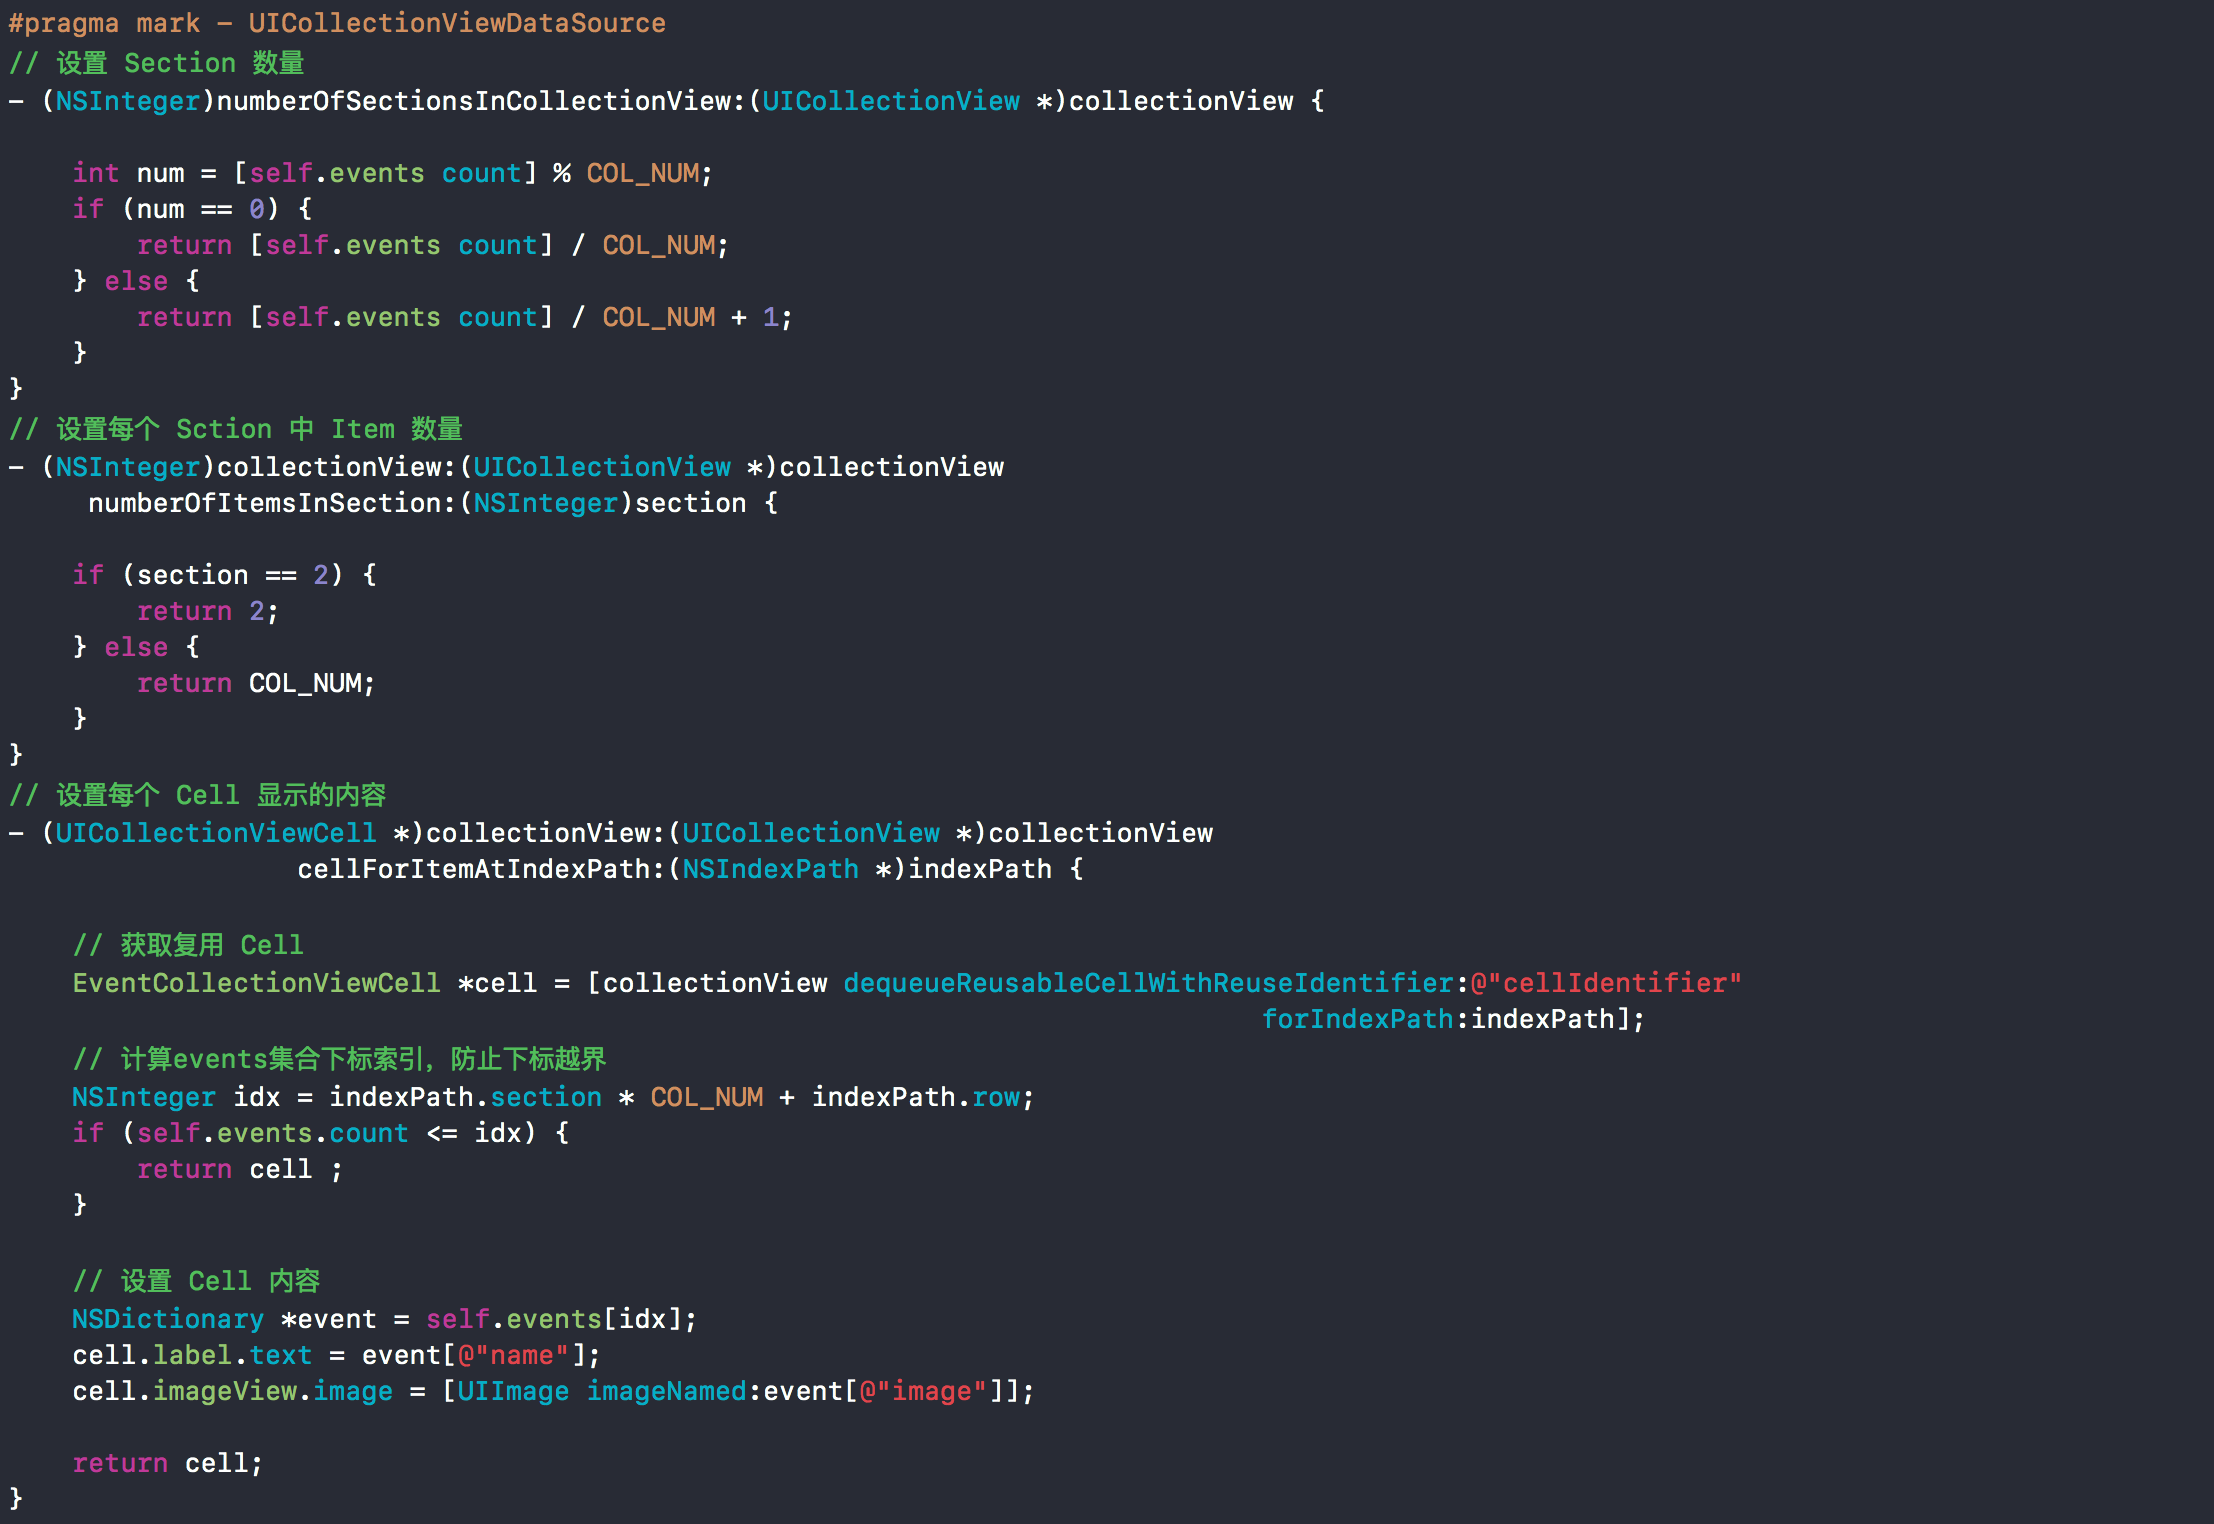 #pragma mark - UICollectionViewDataSource
// 设置 Section 数量
- (NSInteger)numberOfSectionsInCollectionView:(UICollectionView *)collectionView {
int num = [self.events count] % COL_NUM;
if (num == 0) {
return [self.events count] / COL_NUM;
} else {
return [self.events count] / COL_NUM + 1;
}
}
// 设置每个 Sction 中 Item 数量
- (NSInteger)collectionView:(UICollectionView *)collectionView
numberOfItemsInSection:(NSInteger)section {
if (section == 2) {
return 2;
} else {
return COL_NUM;
}
}
// 设置每个 Cell 显示的内容
- (UICollectionViewCell *)collectionView:(UICollectionView *)collectionView
cellForItemAtIndexPath:(NSIndexPath *)indexPath {
// 获取复用 Cell
EventCollectionViewCell *cell = [collectionView dequeueReusableCellWithReuseIdentifier:@"cellIdentifier"
forIndexPath:indexPath];
// 计算events集合下标索引，防止下标越界
NSInteger idx = indexPath.section * COL_NUM + indexPath.row;
if (self.events.count <= idx) {
return cell ;
}
// 设置 Cell 内容
NSDictionary *event = self.events[idx];
cell.label.text = event[@"name"];
cell.imageView.image = [UIImage imageNamed:event[@"image"]];
return cell;
}